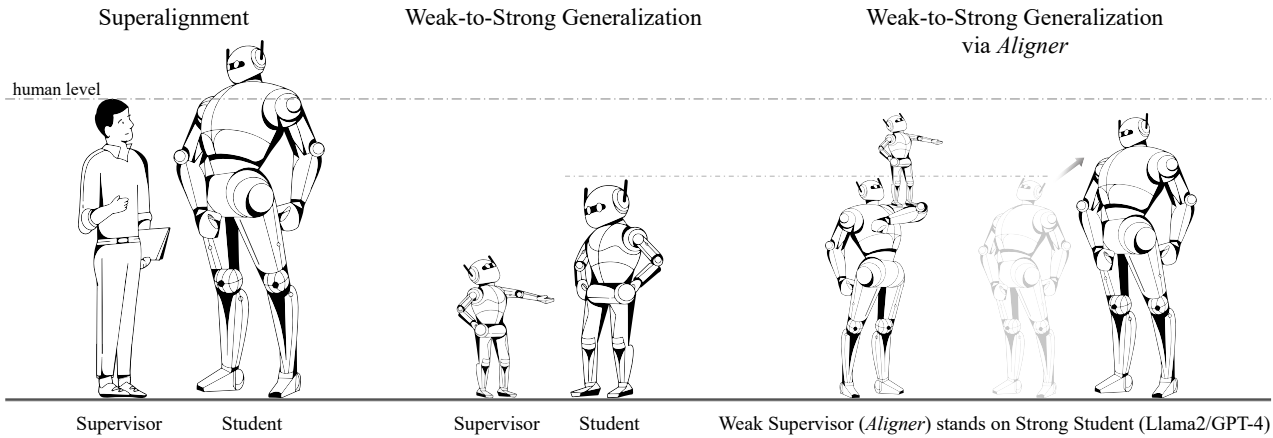 Superalignment
Weak-to-Strong Generalization
Weak-to-Strong Generalization
via Aligner
human level
Supervisor
Student
Supervisor
Student
Weak Supervisor (Aligner) stands on Strong Student (Llama2/GPT-4)